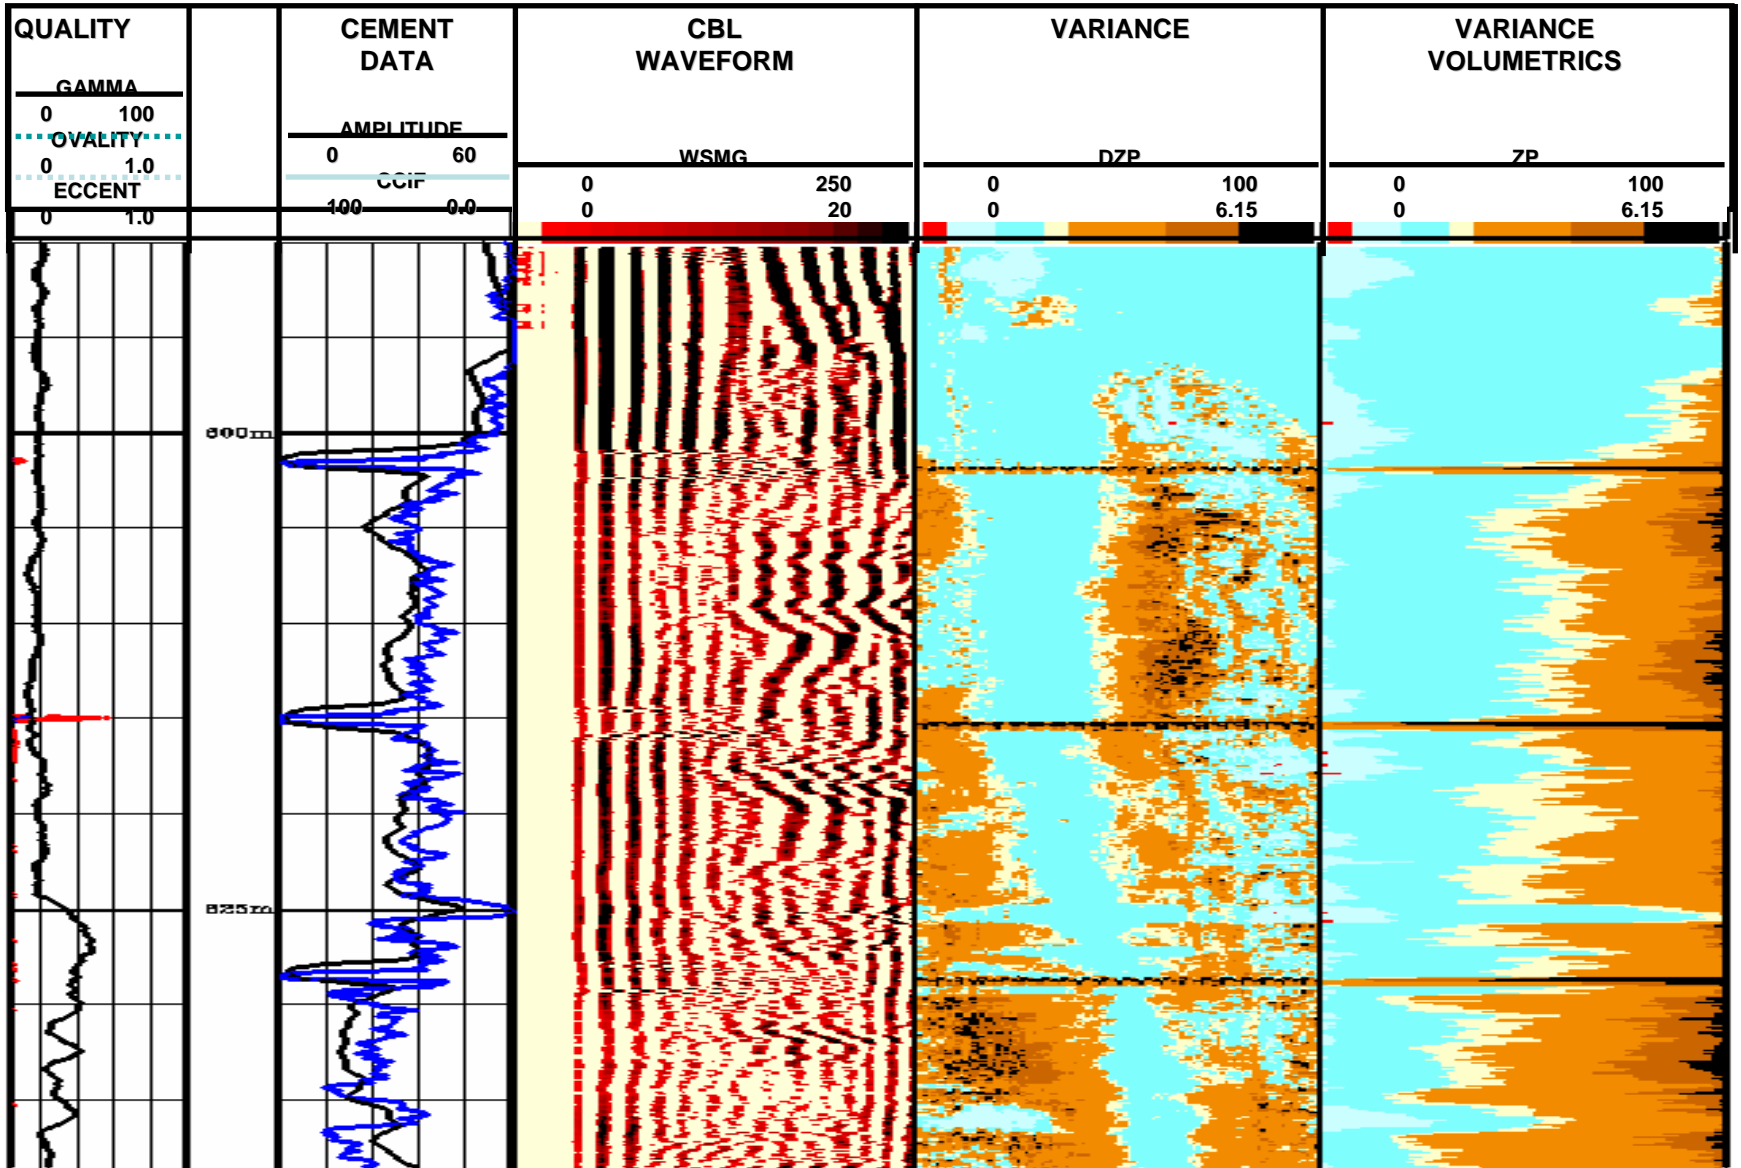 QUALITY
GAMMA
0 100
OVALITY
0 1.0
ECCENT
0 1.0
CEMENT
DATA
AMPLITUDE
0 60
CCIF
100 0.0
CBL
WAVEFORM
WSMG
0 250
0 20
VARIANCE
DZP
0 100
0 6.15
VARIANCE
VOLUMETRICS
ZP
0 100
0 6.15
600m
625m